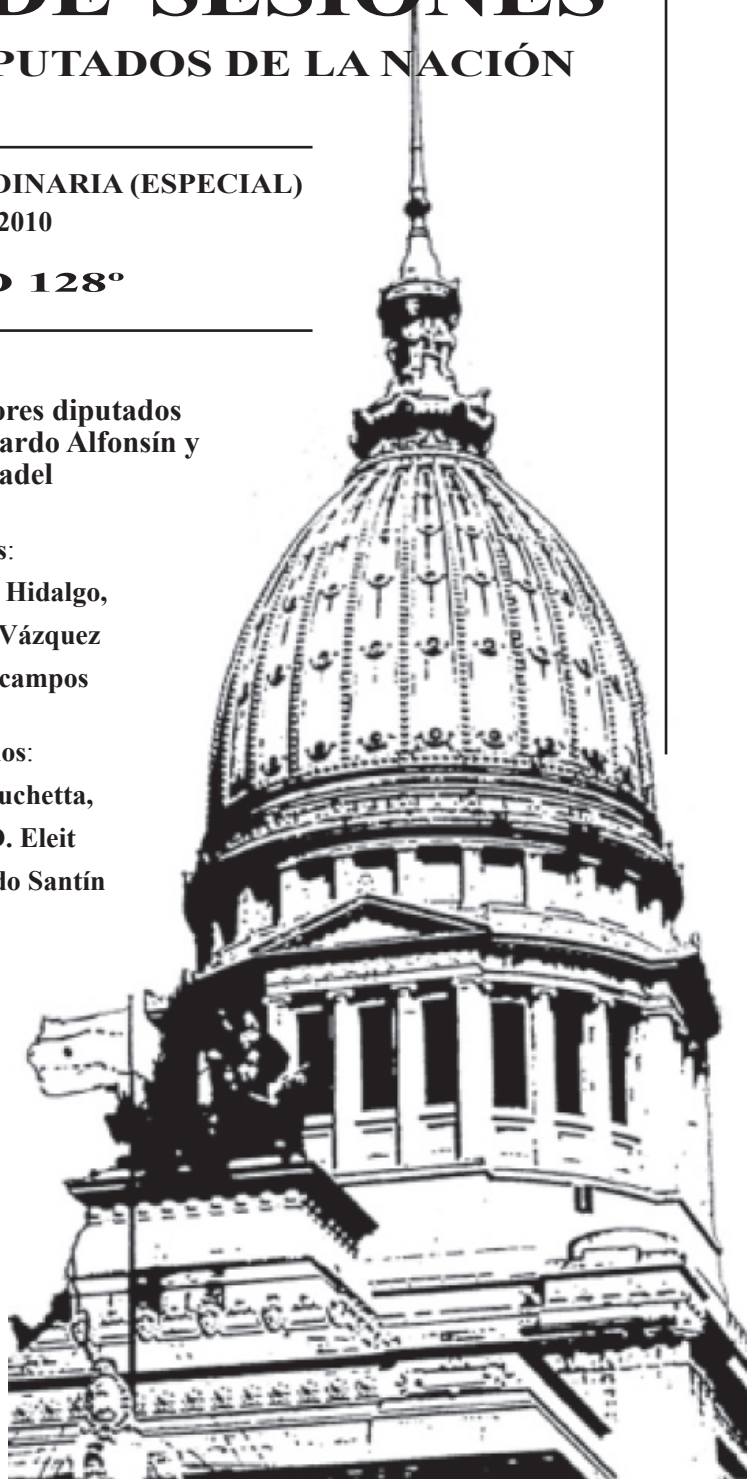 DE SESIONES
PUTADOS DE LA NACIÓN
DINARIA (ESPECIAL)
2010
O 128º
ores diputados
ardo Alfonsín y
adel
s:
Hidalgo,
Vázquez
campos
os:
uchetta,
D. Eleit
do Santín